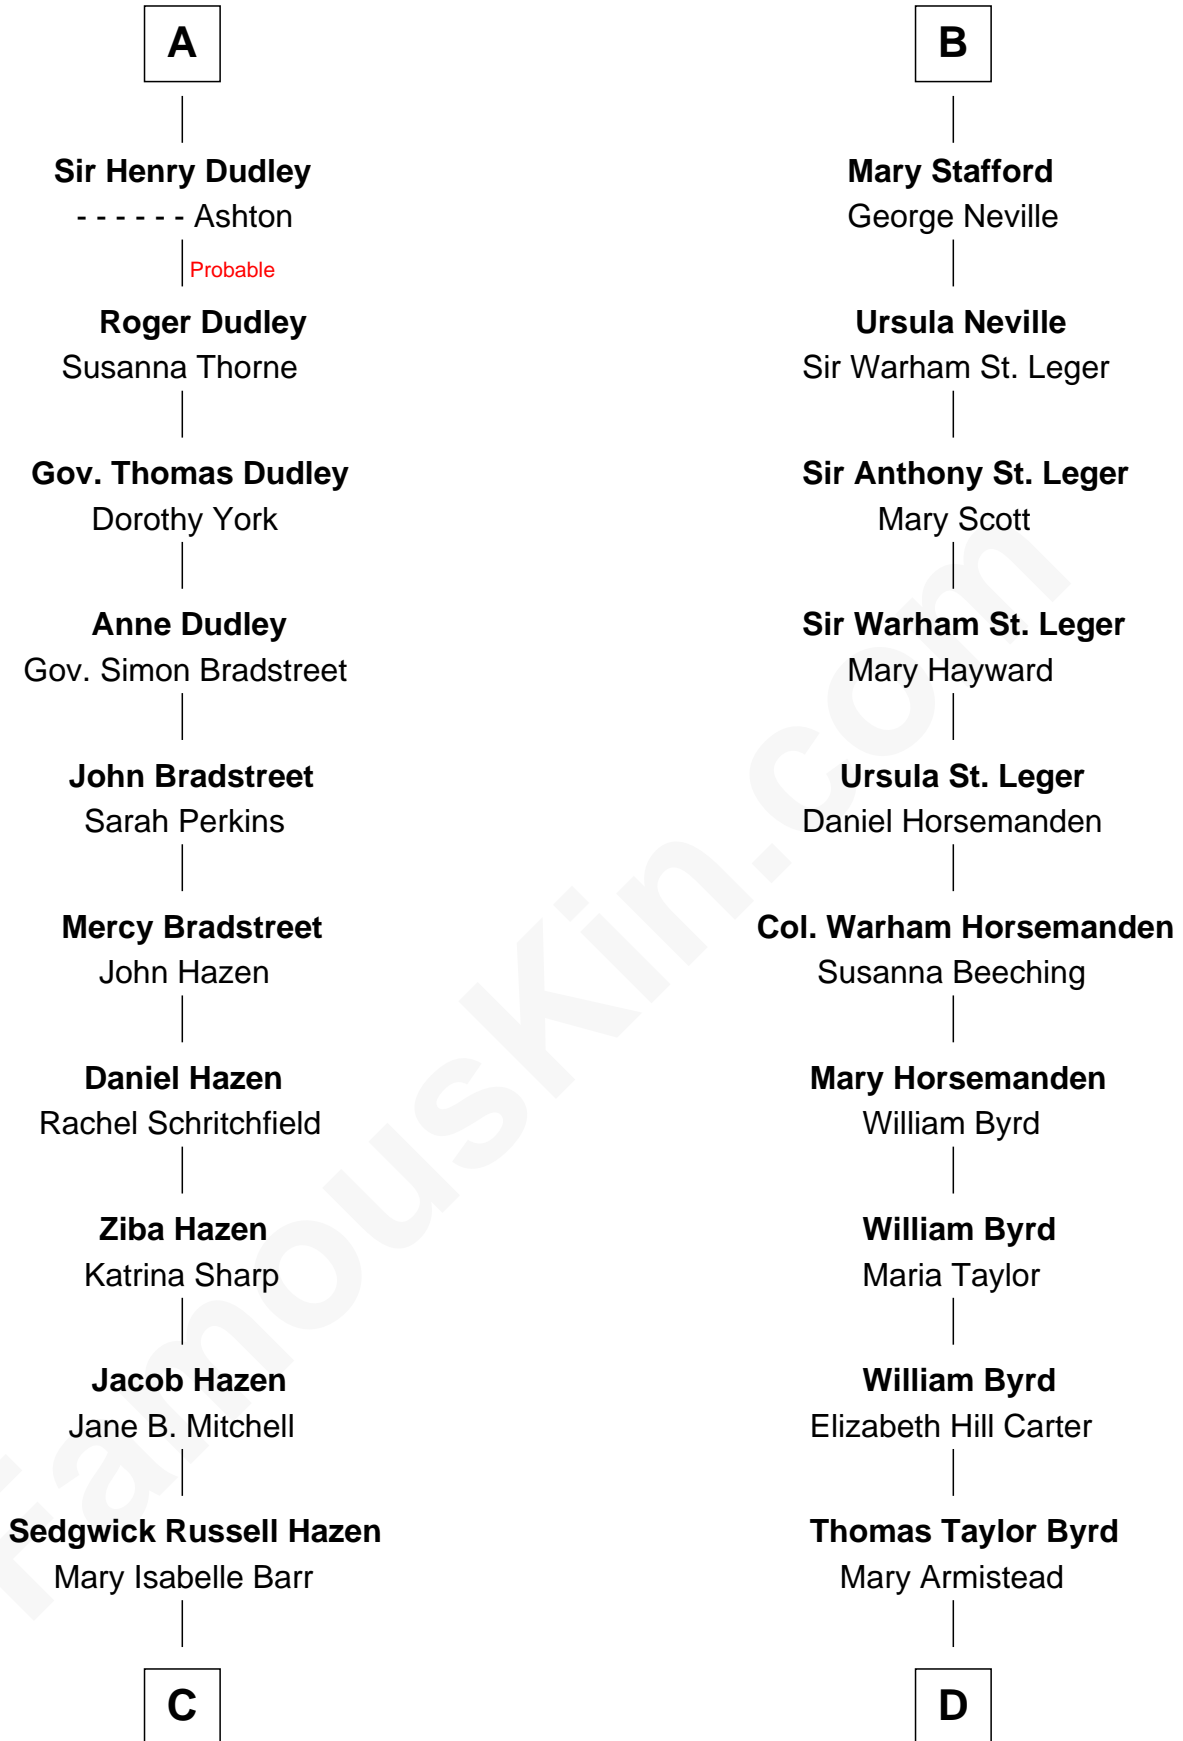 A
Sir Henry Dudley
- - - - - - Ashton
Probable
Roger Dudley
Susanna Thorne
Gov. Thomas Dudley
Dorothy York
Anne Dudley
Gov. Simon Bradstreet
John Bradstreet
Sarah Perkins
Mercy Bradstreet
John Hazen
Daniel Hazen
Rachel Schritchfield
Ziba Hazen
Katrina Sharp
Jacob Hazen
Jane B. Mitchell
Sedgwick Russell Hazen
Mary Isabelle Barr
C
B
Mary Stafford
George Neville
Ursula Neville
Sir Warham St. Leger
Sir Anthony St. Leger
Mary Scott
Sir Warham St. Leger
Mary Hayward
Ursula St. Leger
Daniel Horsemanden
Col. Warham Horsemanden
Susanna Beeching
Mary Horsemanden
William Byrd
William Byrd
Maria Taylor
William Byrd
Elizabeth Hill Carter
Thomas Taylor Byrd
Mary Armistead
D
FamousKin.com